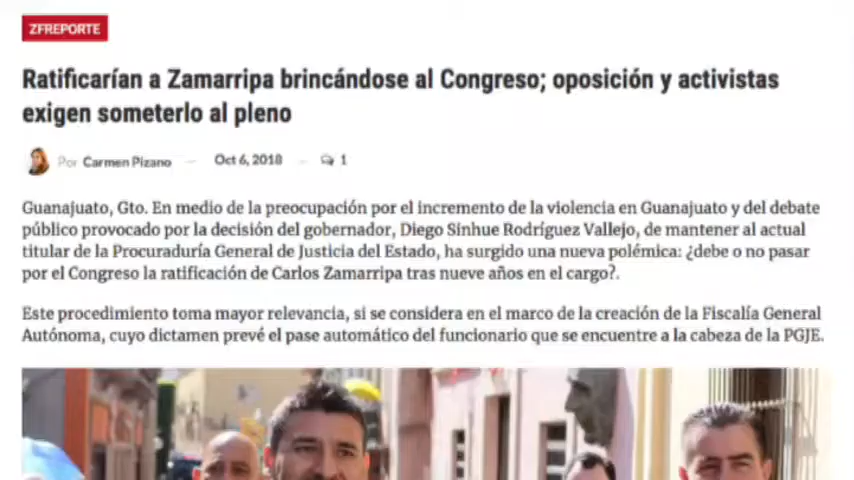 ZFREPORTE
Ratificarían a Zamarripa brincándose al Congreso; oposición y activistas
exigen someterlo al pleno
Por Carmen Pizano — Oct 6, 2018 — 1
Guanajuato, Gto. En medio de la preocupación por el incremento de la violencia en Guanajuato y del debate
público provocado por la decisión del gobernador, Diego Sinhue Rodríguez Vallejo, de mantener al actual
titular de la Procuraduría General de Justicia del Estado, ha surgido una nueva polémica: ¿debe o no pasar
por el Congreso la ratificación de Carlos Zamarripa tras nueve años en el cargo?.
Este procedimiento toma mayor relevancia, si se considera en el marco de la creación de la Fiscalía General
Autónoma, cuyo dictamen prevé el pase automático del funcionario que se encuentre a la cabeza de la PGJE.